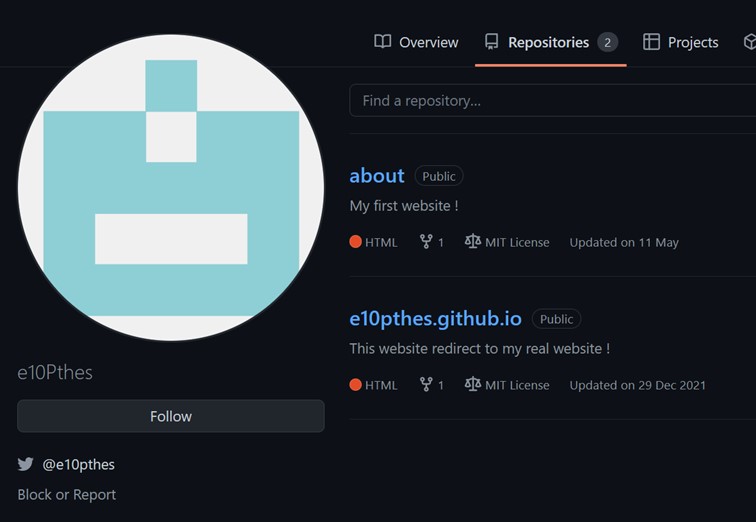 Overview Repositories 2 Projects
Find a repository...
about Public
My first website !
HTML 1 MIT License Updated on 11 May
e10pthes.github.io Public
This website redirect to my real website !
HTML 1 MIT License Updated on 29 Dec 2021
e10Pthes
Follow
@e10pthes
Block or Report